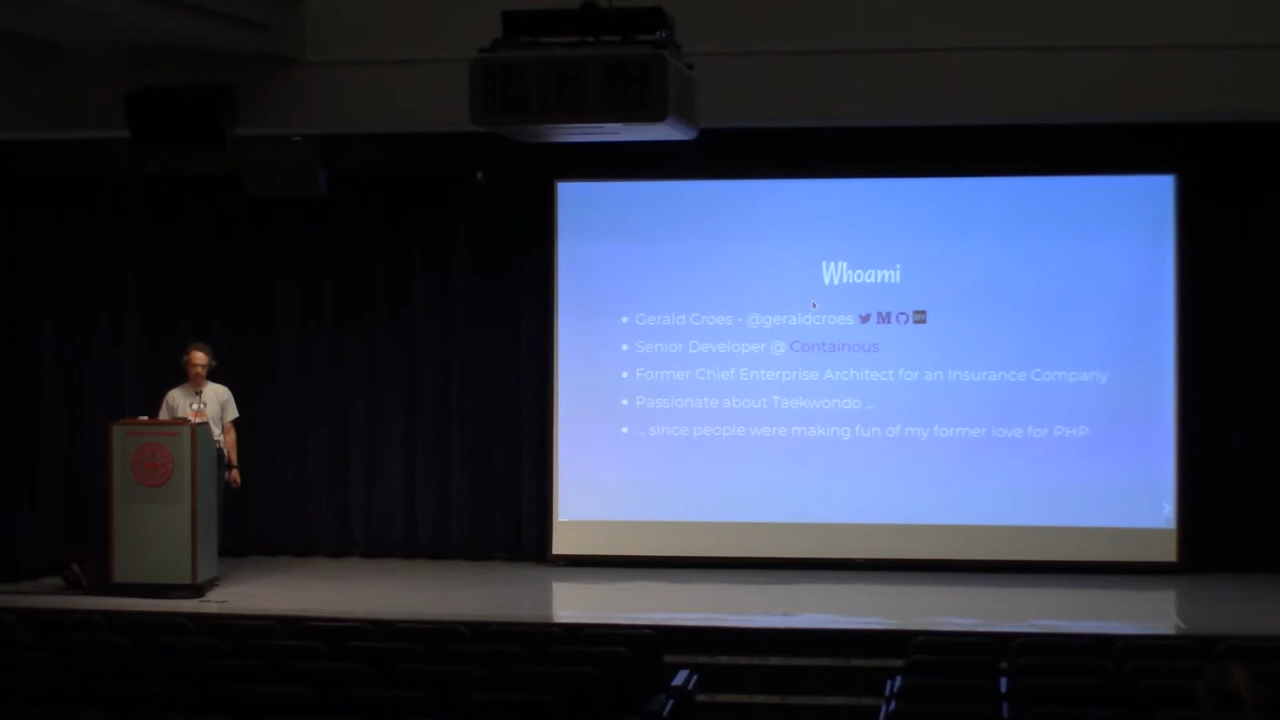 Whoami
Gerald Croes - @geraldcroes
Senior Developer @ Containous
Former Chief Enterprise Architect for an Insurance Company
Passionate about Taekwondo ...
... since people were making fun of my former love for PHP